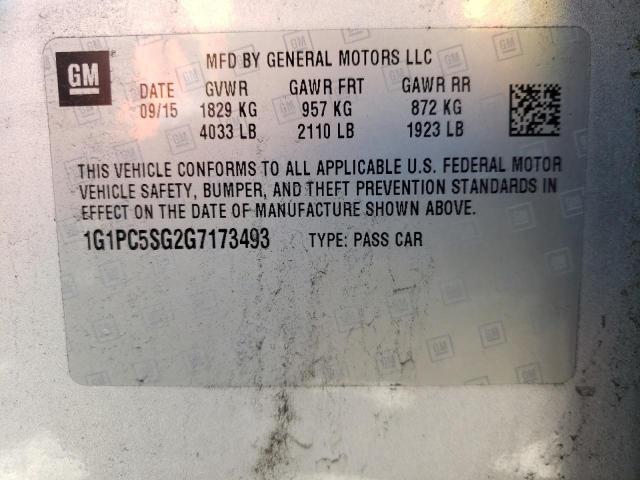 GM MFD BY GENERAL MOTORS LLC
DATE GVWR GAWR FRT GAWR RR
09/15 1829 KG 957 KG 872 KG
4033 LB 2110 LB 1923 LB
THIS VEHICLE CONFORMS TO ALL APPLICABLE U.S. FEDERAL MOTOR
VEHICLE SAFETY, BUMPER, AND THEFT PREVENTION STANDARDS IN
EFFECT ON THE DATE OF MANUFACTURE SHOWN ABOVE.
1G1PC5SG2G7173493 TYPE: PASS CAR